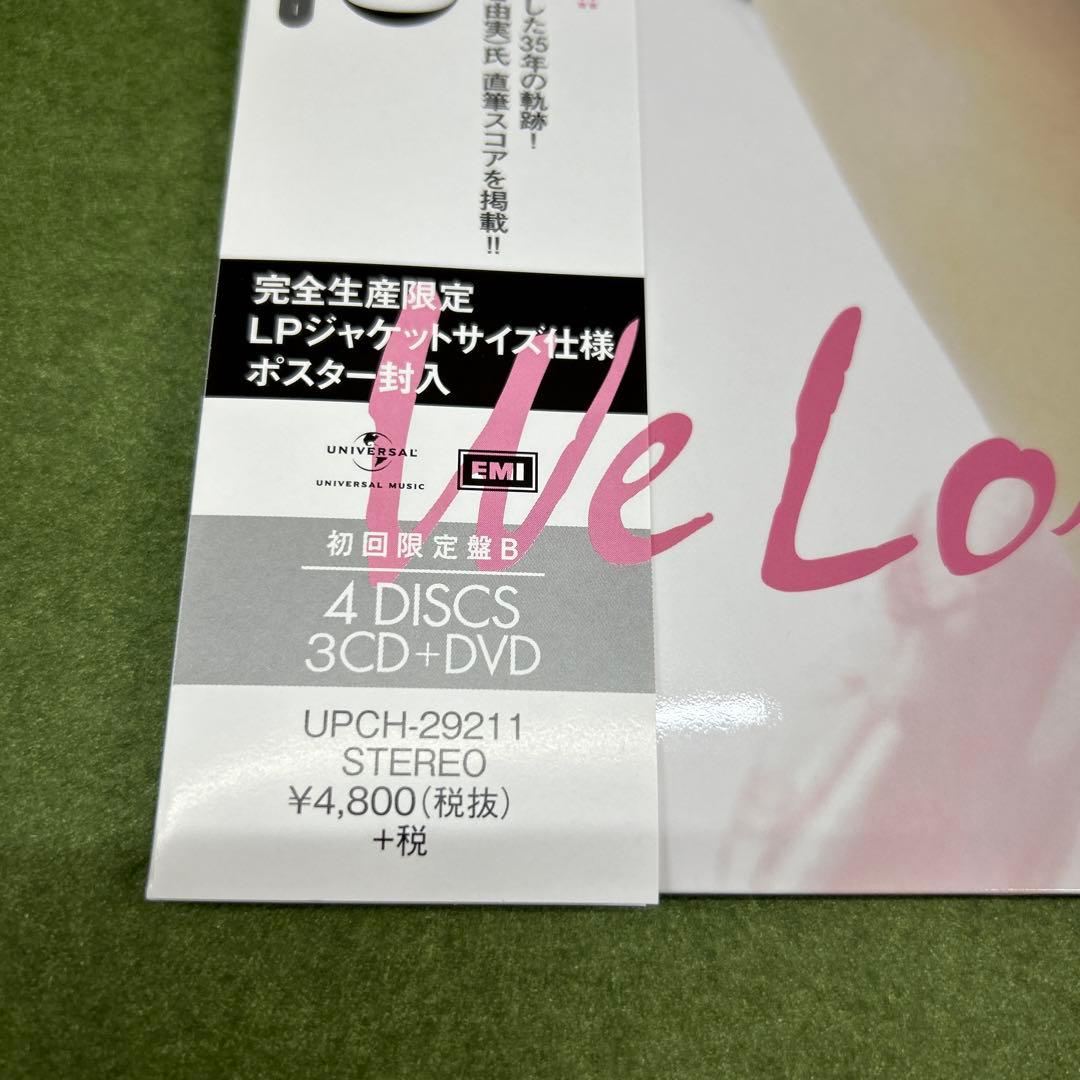 した35年の軌跡！
由実）氏 直筆スコアを掲載!!
完全生産限定
LPジャケットサイズ仕様
ポスター封入
UNIVERSAL
UNIVERSAL MUSIC
EMI
We Lo
初回限定盤B
4 DISCS
3CD+DVD
UPCH-29211
STEREO
¥4,800(税抜)
+税